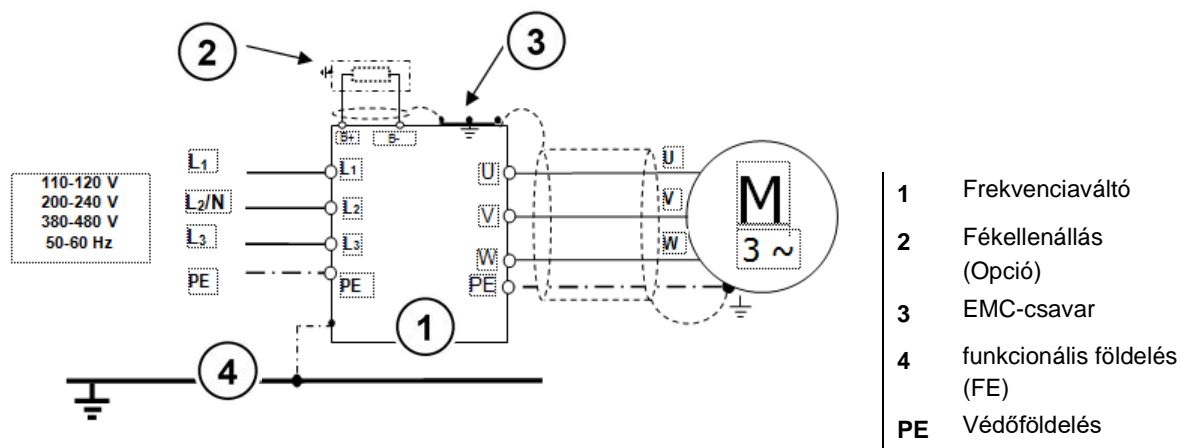 2
3
B+
B-
110-120 V
200-240 V
380-480 V
50-60 Hz
L1
L2/N
L3
PE
L1
L2
L3
PE
U
V
W
PE
U
V
W
M
3 ~
1
4
1 Frekvenciaváltó
2 Fékellenállás
(Opció)
3 EMC-csavar
4 funkcionális földelés
(FE)
PE Védőföldelés